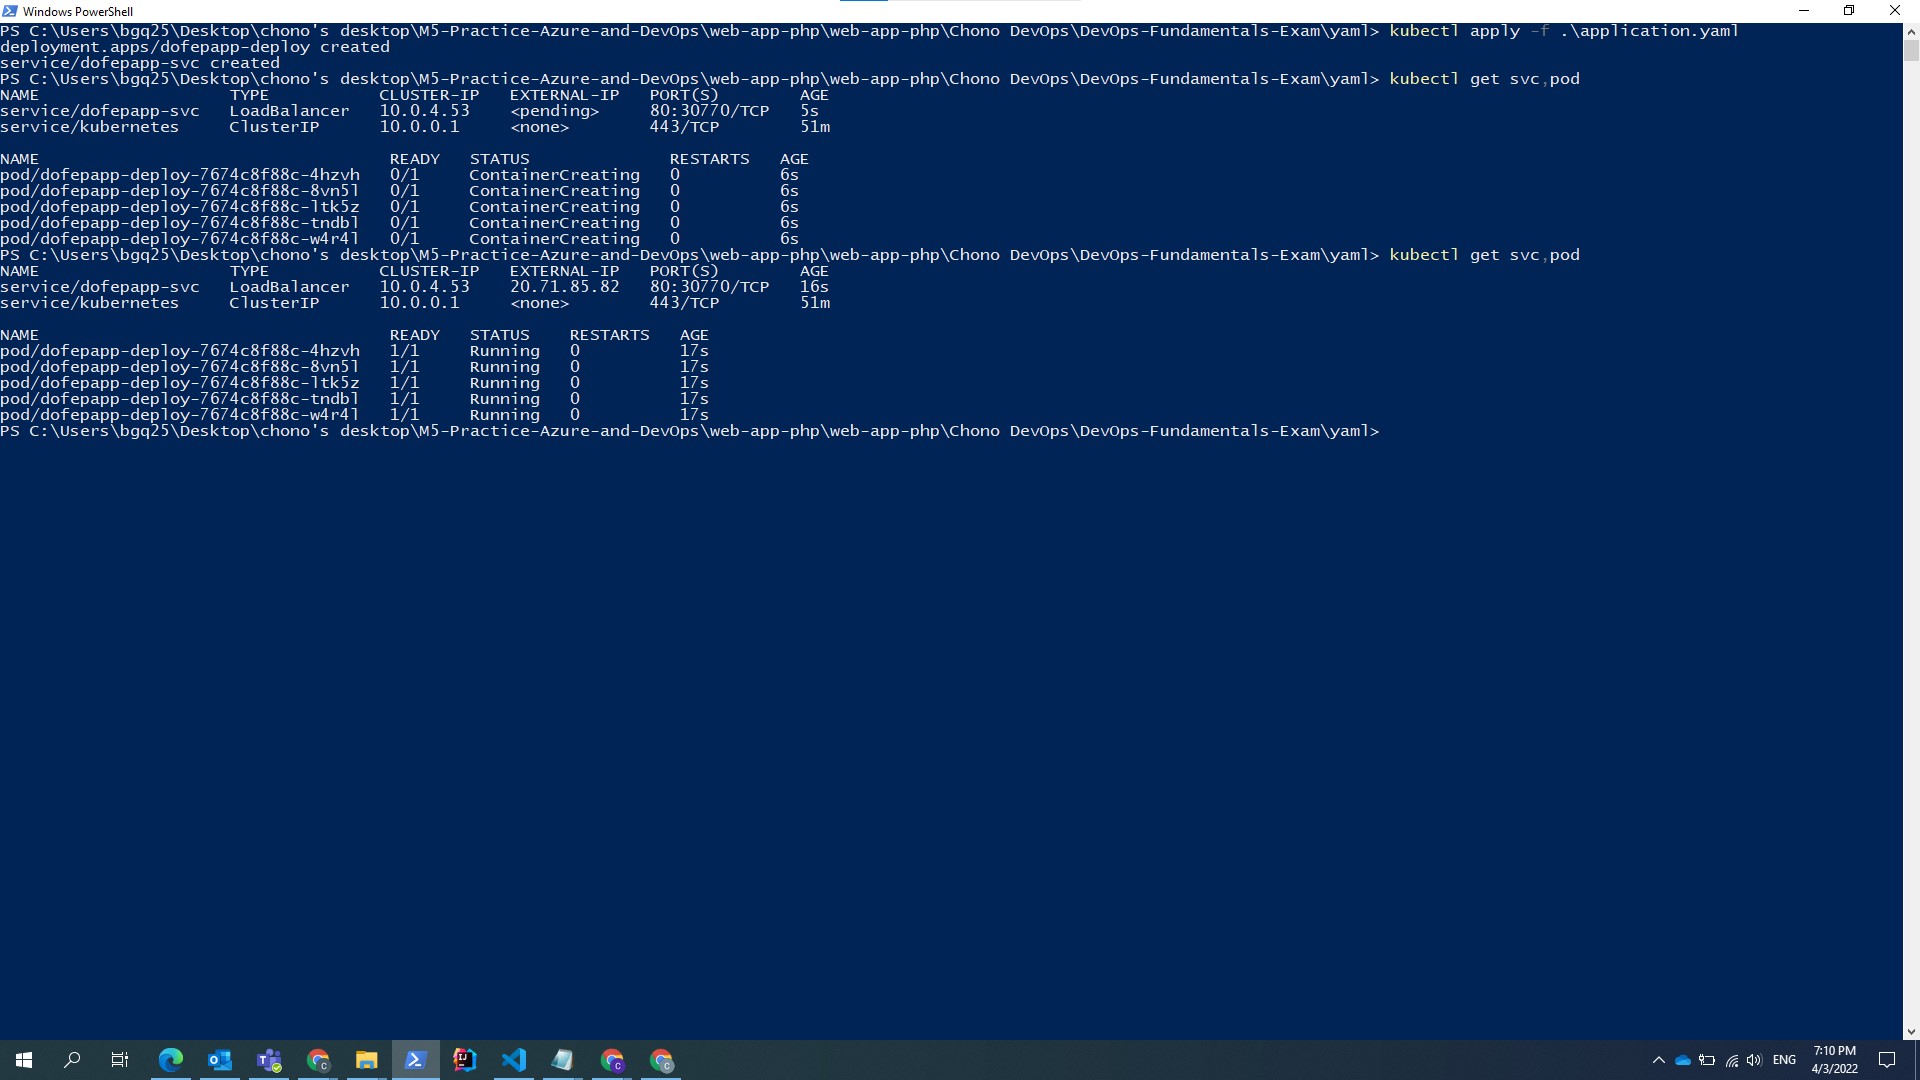 Windows PowerShell
PS C:\Users\bgq25\Desktop\chono's desktop\M5-Practice-Azure-and-DevOps\web-app-php\web-app-php\Chono DevOps\DevOps-Fundamentals-Exam\yaml> kubectl apply -f .\application.yaml
deployment.apps/dofepapp-deploy created
service/dofepapp-svc created
PS C:\Users\bgq25\Desktop\chono's desktop\M5-Practice-Azure-and-DevOps\web-app-php\web-app-php\Chono DevOps\DevOps-Fundamentals-Exam\yaml> kubectl get svc,pod
NAME TYPE CLUSTER-IP EXTERNAL-IP PORT(S) AGE
service/dofepapp-svc LoadBalancer 10.0.4.53 <pending> 80:30770/TCP 5s
service/kubernetes ClusterIP 10.0.0.1 <none> 443/TCP 51m
NAME READY STATUS RESTARTS AGE
pod/dofepapp-deploy-7674c8f88c-4hzvh 0/1 ContainerCreating 0 6s
pod/dofepapp-deploy-7674c8f88c-8vn5l 0/1 ContainerCreating 0 6s
pod/dofepapp-deploy-7674c8f88c-ltk5z 0/1 ContainerCreating 0 6s
pod/dofepapp-deploy-7674c8f88c-tndbl 0/1 ContainerCreating 0 6s
pod/dofepapp-deploy-7674c8f88c-w4r4l 0/1 ContainerCreating 0 6s
PS C:\Users\bgq25\Desktop\chono's desktop\M5-Practice-Azure-and-DevOps\web-app-php\web-app-php\Chono DevOps\DevOps-Fundamentals-Exam\yaml> kubectl get svc,pod
NAME TYPE CLUSTER-IP EXTERNAL-IP PORT(S) AGE
service/dofepapp-svc LoadBalancer 10.0.4.53 20.71.85.82 80:30770/TCP 16s
service/kubernetes ClusterIP 10.0.0.1 <none> 443/TCP 51m
NAME READY STATUS RESTARTS AGE
pod/dofepapp-deploy-7674c8f88c-4hzvh 1/1 Running 0 17s
pod/dofepapp-deploy-7674c8f88c-8vn5l 1/1 Running 0 17s
pod/dofepapp-deploy-7674c8f88c-ltk5z 1/1 Running 0 17s
pod/dofepapp-deploy-7674c8f88c-tndbl 1/1 Running 0 17s
pod/dofepapp-deploy-7674c8f88c-w4r4l 1/1 Running 0 17s
PS C:\Users\bgq25\Desktop\chono's desktop\M5-Practice-Azure-and-DevOps\web-app-php\web-app-php\Chono DevOps\DevOps-Fundamentals-Exam\yaml>
ENG
7:10 PM
4/3/2022